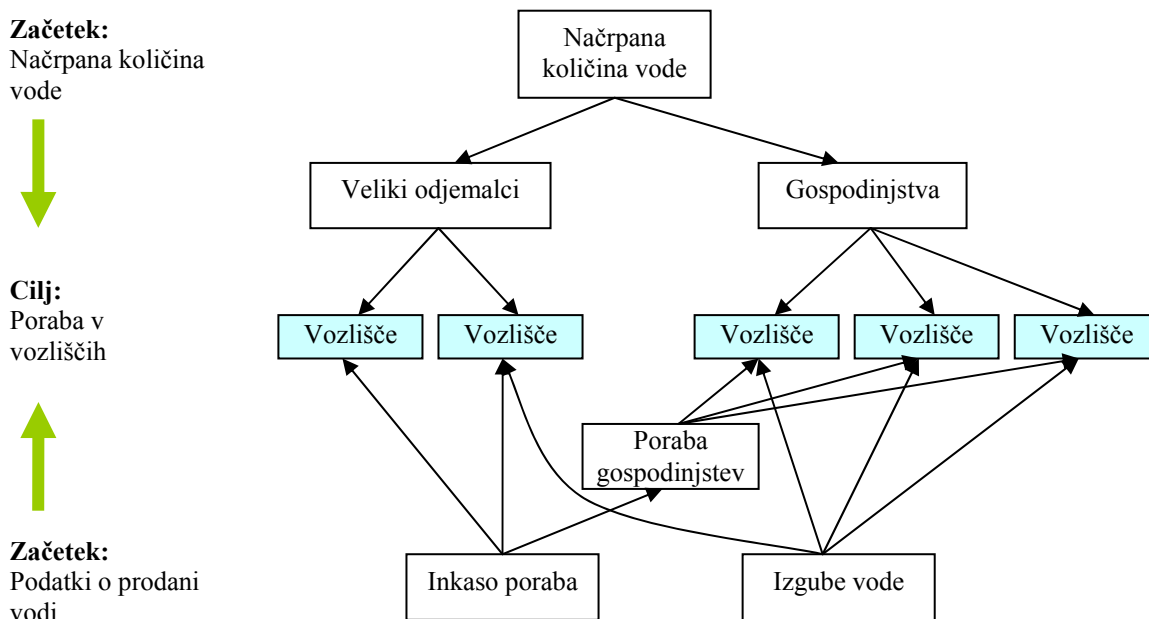 Začetek:
Načrpana količina
vode
Načrpana
količina vode
Veliki odjemalci
Gospodinjstva
Cilj:
Poraba v
vozliščih
Vozlišče
Vozlišče
Vozlišče
Vozlišče
Vozlišče
Poraba
gospodinjstev
Začetek:
Podatki o prodani
vodi
Inkaso poraba
Izgube vode